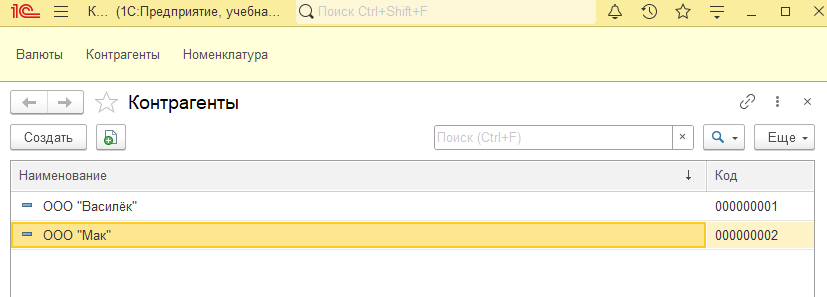 1С К... (1С:Предприятие, учебна... Поиск Ctrl+Shift+F
Валюты Контрагенты Номенклатура
Контрагенты
Создать Поиск (Ctrl+F) × Еще
Наименование ↓ Код
ООО "Василёк" 000000001
ООО "Мак" 000000002